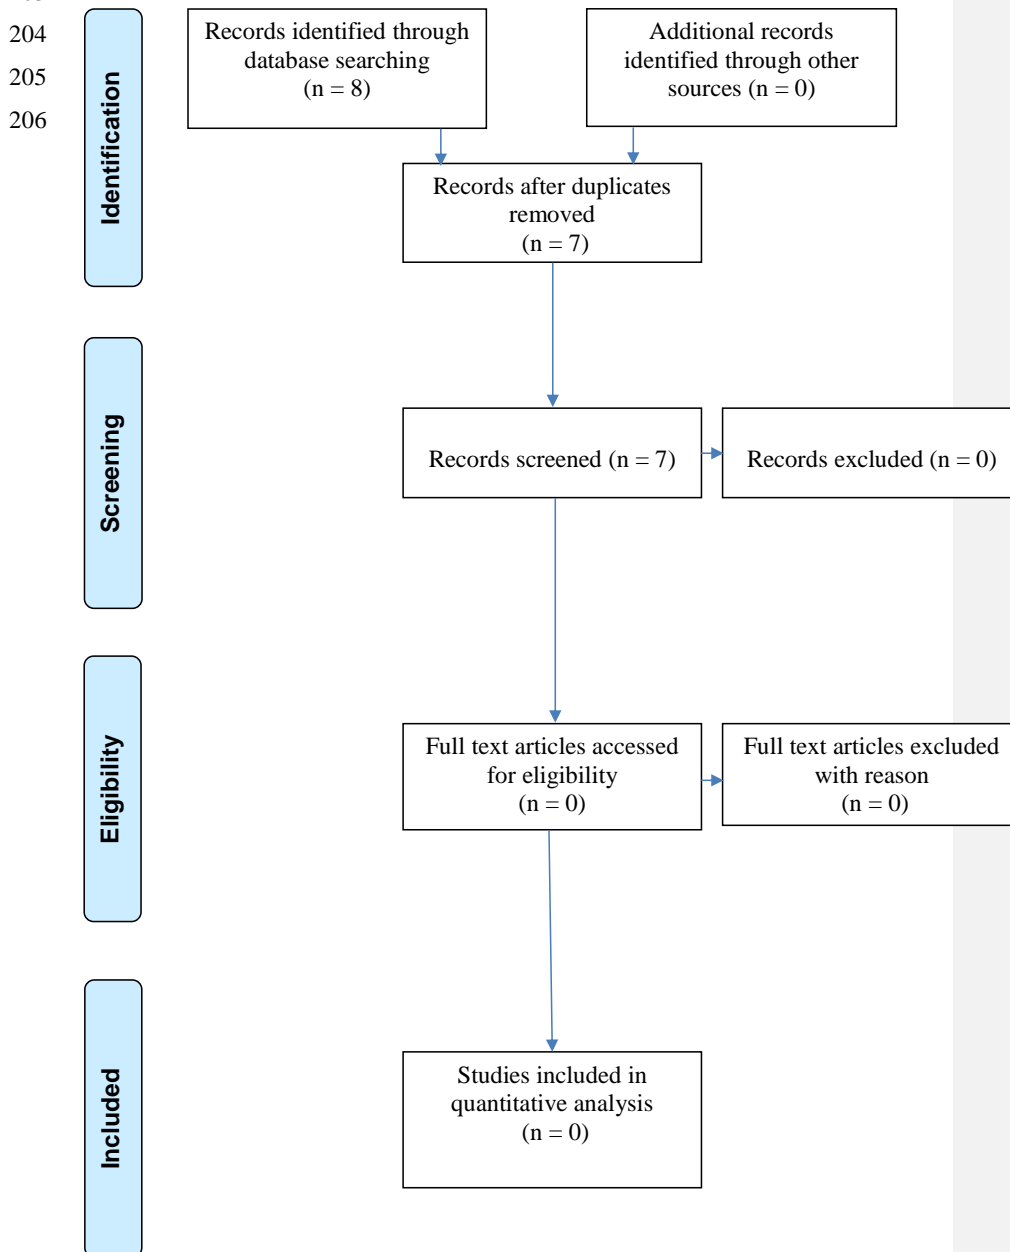 204
205
206
Identification
Records identified through
database searching
(n = 8)
Additional records
identified through other
sources (n = 0)
Records after duplicates
removed
(n = 7)
Screening
Records screened (n = 7)
Records excluded (n = 0)
Eligibility
Full text articles accessed
for eligibility
(n = 0)
Full text articles excluded
with reason
(n = 0)
Included
Studies included in
quantitative analysis
(n = 0)